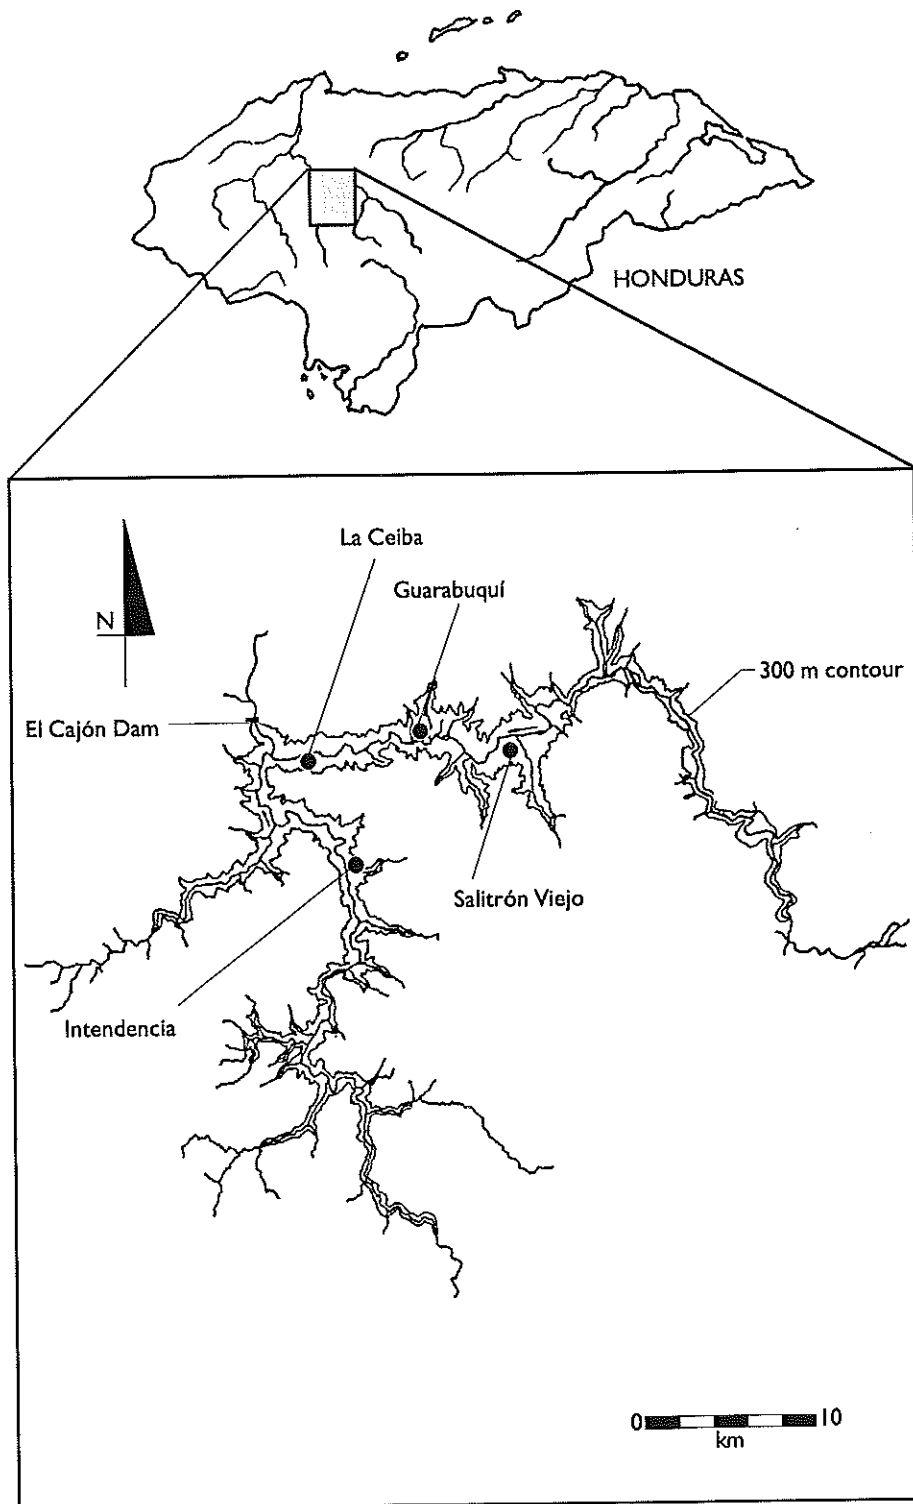 HONDURAS
La Ceiba
Guarabuquí
N
300 m contour
El Cajón Dam
Salitrón Viejo
Intendencia
0 10
km